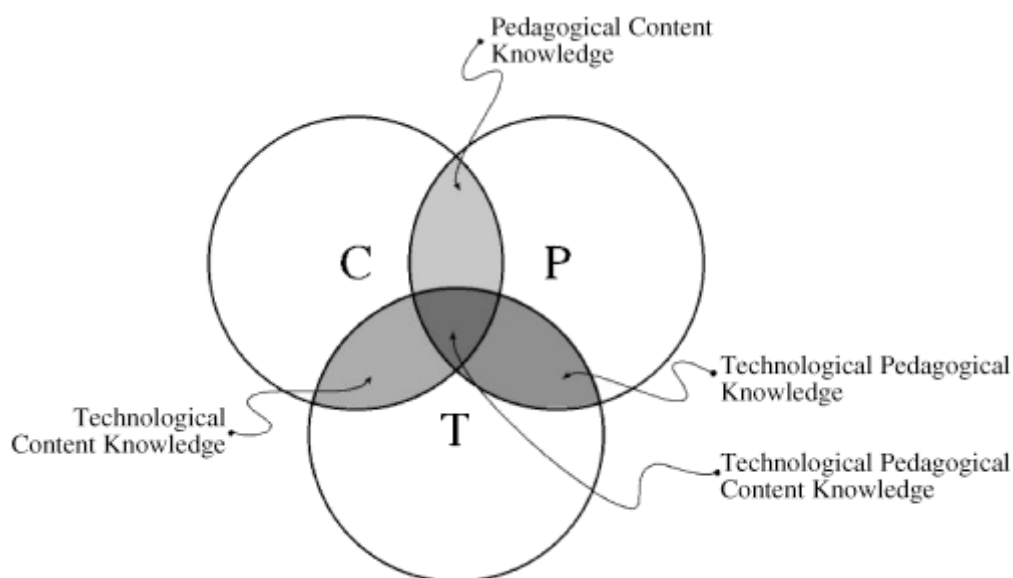 Pedagogical Content
Knowledge
C
P
Technological Pedagogical
Knowledge
Technological
Content Knowledge
T
Technological Pedagogical
Content Knowledge